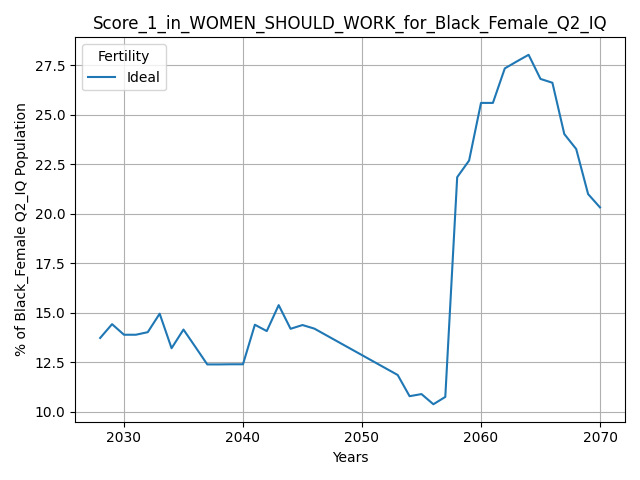 Score_1_in_WOMEN_SHOULD_WORK_for_Black_Female_Q2_IQ
Fertility
Ideal
% of Black_Female Q2_IQ Population
27.5
25.0
22.5
20.0
17.5
15.0
12.5
10.0
2030
2040
2050
2060
2070
Years